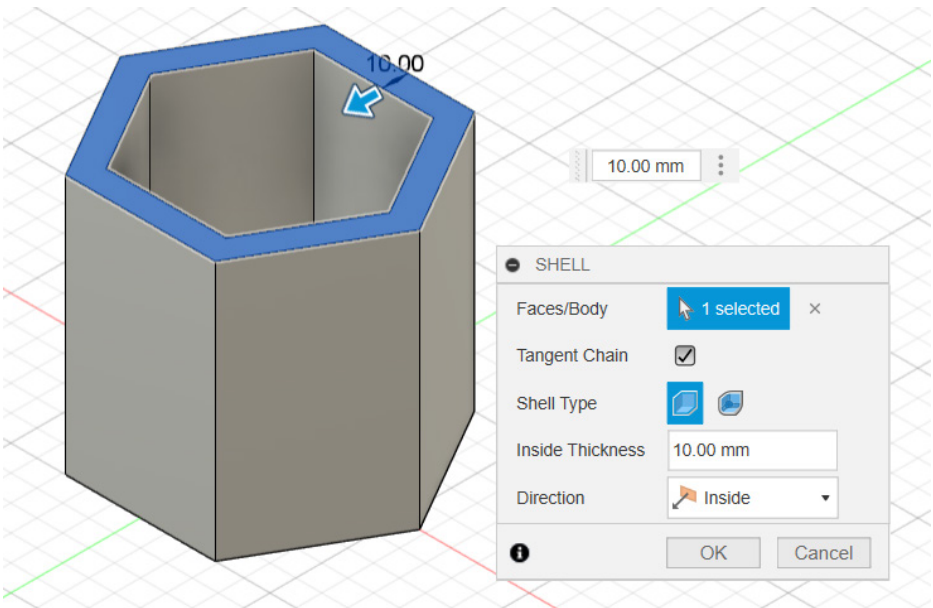 10.00
10.00 mm
SHELL
Faces/Body 1 selected
Tangent Chain
Shell Type
Inside Thickness 10.00 mm
Direction Inside
OK Cancel